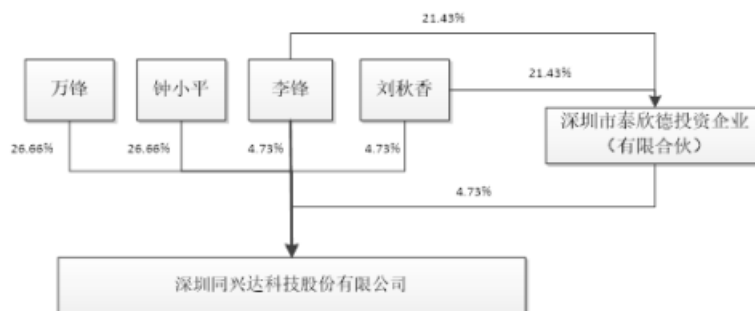 21.43%
万锋
钟小平
李锋
刘秋香
21.43%
深圳市泰欣德投资企业
（有限合伙）
26.66%
26.66%
4.73%
4.73%
4.73%
深圳同兴达科技股份有限公司